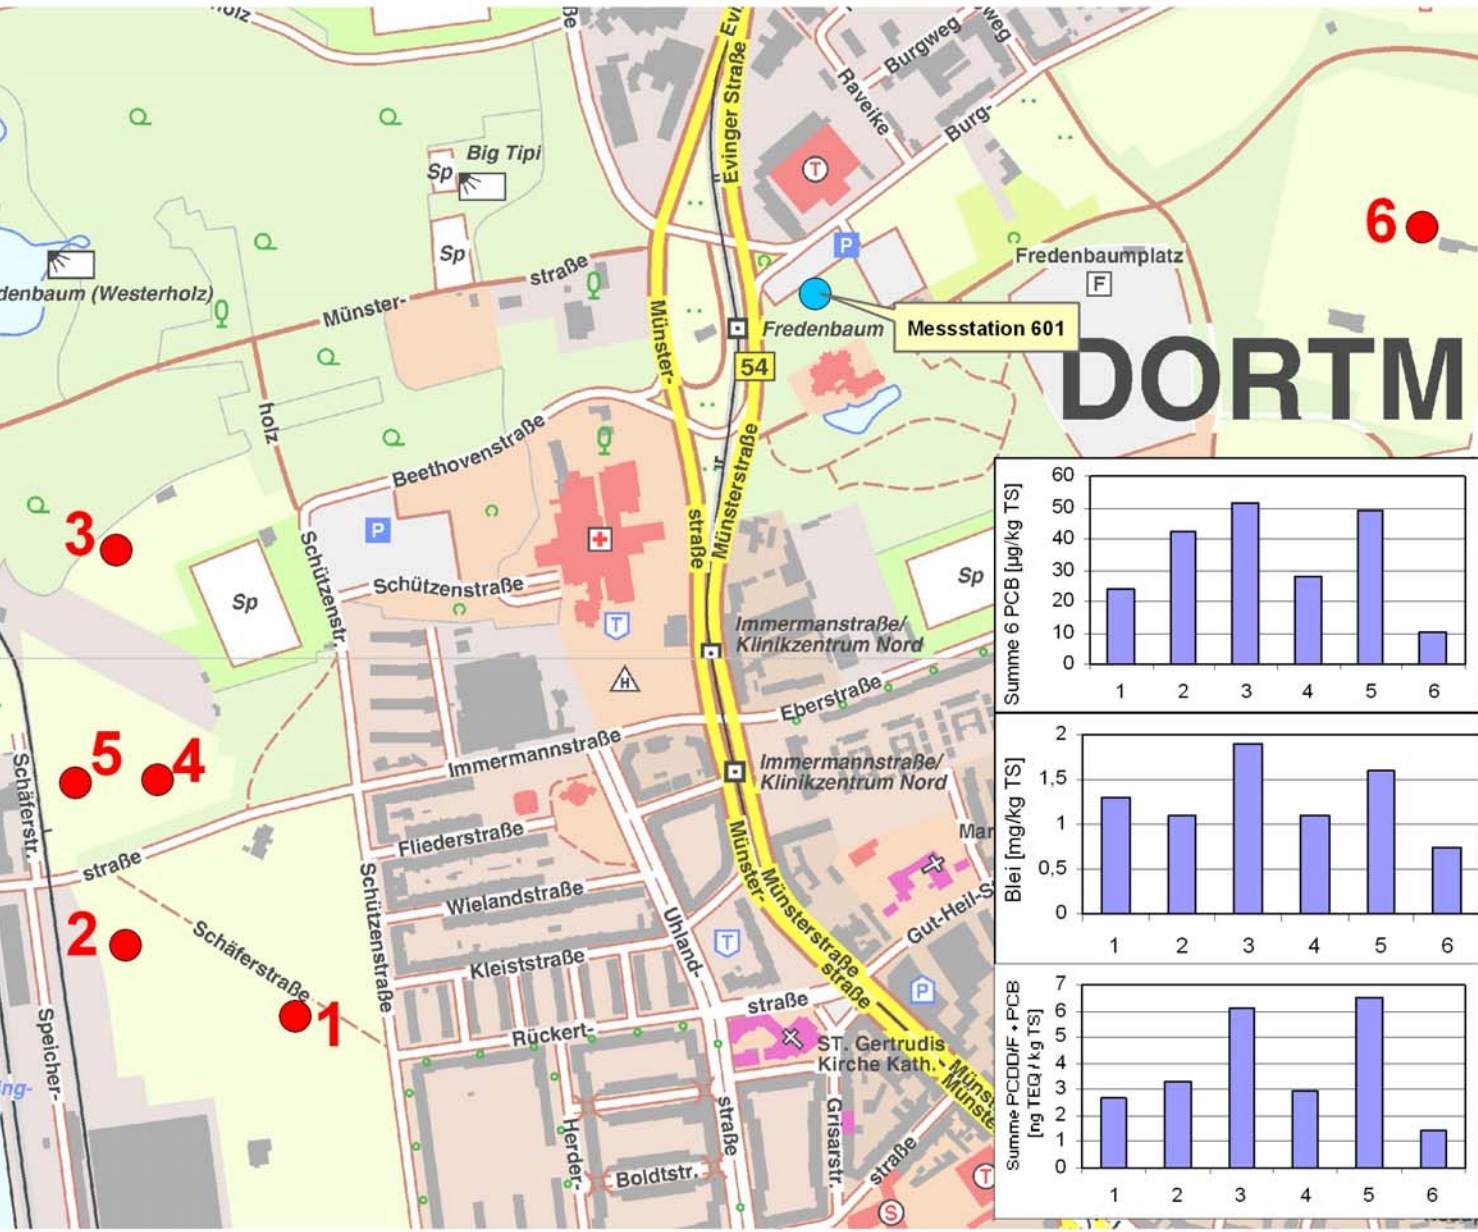 holz
Evinger Straße
Burgweg
Raveike
Burg-
Big Tipi
Sp
Sp
T
P
6
denbaum (Westerholz)
Münster-
straße
Fredenbaumplatz
F
Münster-
Fredenbaum
Messstation 601
54
DORTM
holz
Beethovenstraße
Münsterstraße
straße
3
P
Schützenstr.
Schützenstraße
Sp
Sp
T
Immermanstraße/
Klinikzentrum Nord
H
Eberstraße
5
4
Immermannstraße
Immermannstraße/
Klinikzentrum Nord
Schäferstr.
Fliederstraße
Münster-
Mar
straße
Schützenstraße
Wielandstraße
Münsterstraße
straße
Gut-Heil-S
2
Schäferstraße
Uhland-
T
Kleiststraße
P
1
straße
Rückert-
ST. Gertrudis
Kirche Kath.
Münst
Münste
Speicher-
ing-
straße
Grisarstr.
Herder-
Boldtstr.
straße
T
S
Summe 6 PCB [µg/kg TS]
60
50
40
30
20
10
0
1 2 3 4 5 6
Blei [mg/kg TS]
2
1,5
1
0,5
0
1 2 3 4 5 6
Summe PCDD/F + PCB
[ng TEQ / kg TS]
7
6
5
4
3
2
1
0
1 2 3 4 5 6